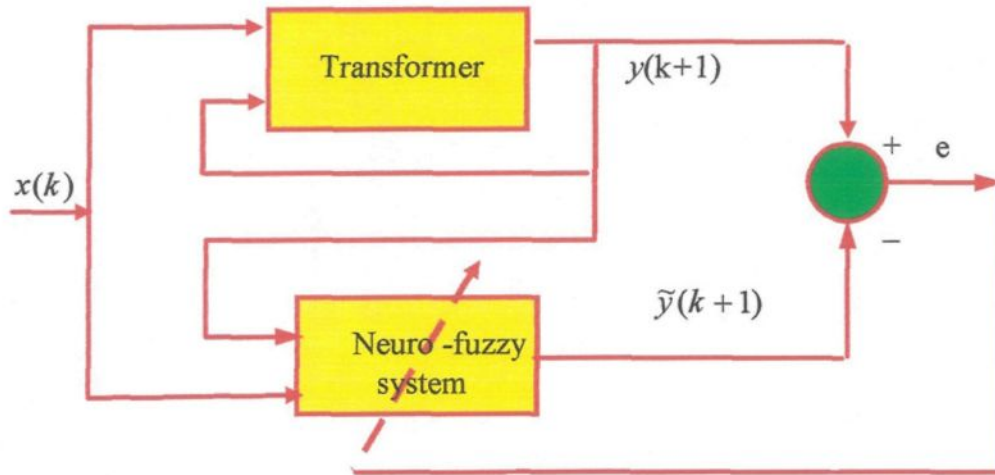 Transformer
y(k+1)
+
e
x(k)
−
ỹ(k + 1)
Neuro -fuzzy
system